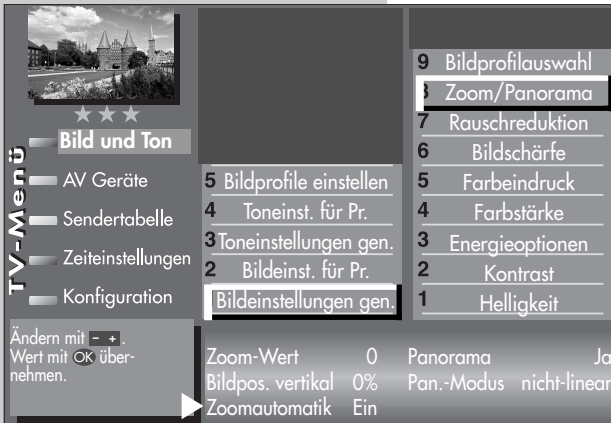 TV-Menü
Bild und Ton
AV Geräte
Sendertabelle
Zeiteinstellungen
Konfiguration
Ändern mit - + .
Wert mit OK über-
nehmen.
5 Bildprofile einstellen
4 Toneinst. für Pr.
3 Toneinstellungen gen.
2 Bildeinst. für Pr.
Bildeinstellungen gen.
9 Bildprofilauswahl
8 Zoom/Panorama
7 Rauschreduktion
6 Bildschärfe
5 Farbeindruck
4 Farbstärke
3 Energieoptionen
2 Kontrast
1 Helligkeit
Zoom-Wert 0 Panorama Ja
Bildpos. vertikal 0% Pan.-Modus nicht-linear
Zoomautomatik Ein